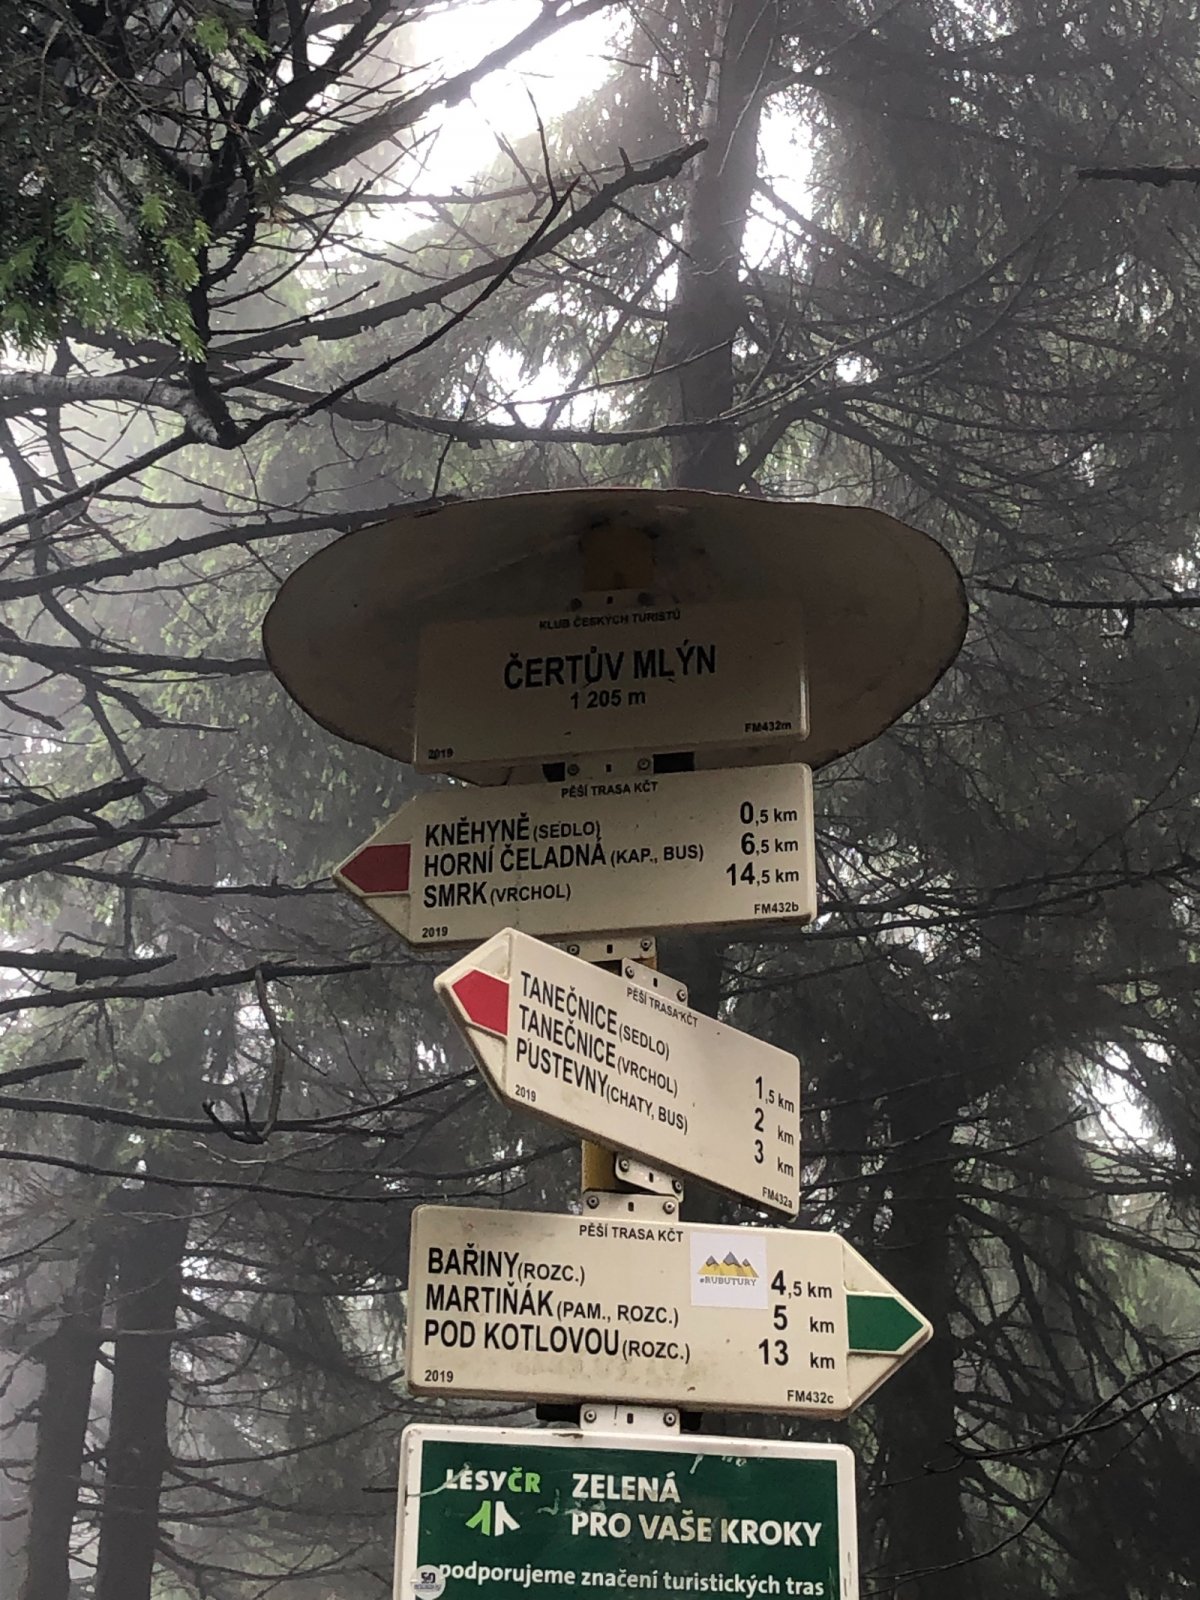 KLUB ČESKÝCH TURISTŮ
ČERTŮV MLÝN
1 205 m
2019 FM432m
PĚŠÍ TRASA KČT
KNĚHYNĚ (SEDLO) 0,5 km
HORNÍ ČELADNÁ (KAP., BUS) 6,5 km
SMRK (VRCHOL) 14,5 km
2019 FM432b
PĚŠÍ TRASA KČT
TANEČNICE (SEDLO) 1,5 km
TANEČNICE (VRCHOL) 2 km
PUSTEVNY (CHATY, BUS) 3 km
2019 FM432a
PĚŠÍ TRASA KČT
BAŘINY (ROZC.) 4,5 km
MARTIŇÁK (PAM., ROZC.) 5 km
POD KOTLOVOU (ROZC.) 13 km
2019 FM432c
#RUBUTURY
LESY ČR ZELENÁ
PRO VAŠE KROKY
podporujeme značení turistických tras